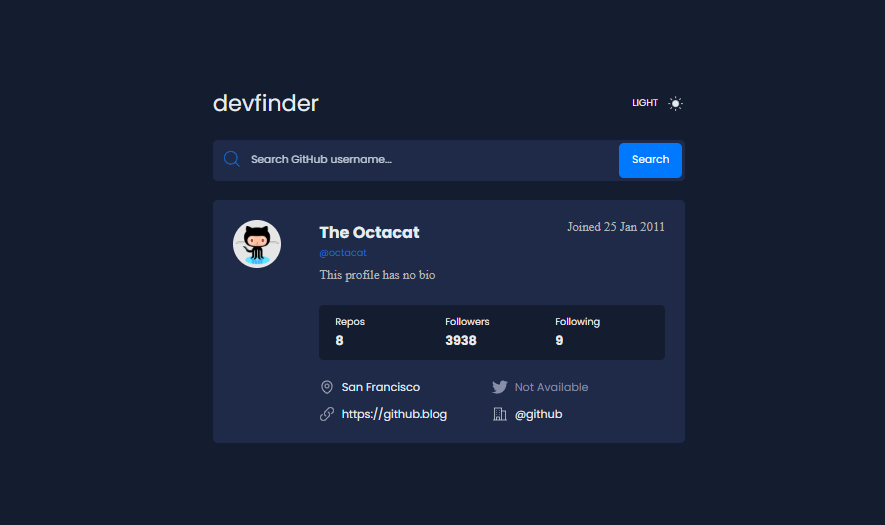 devfinder
LIGHT
Search GitHub username...
Search
The Octacat
Joined 25 Jan 2011
@octacat
This profile has no bio
Repos Followers Following
8 3938 9
San Francisco Not Available
https://github.blog @github